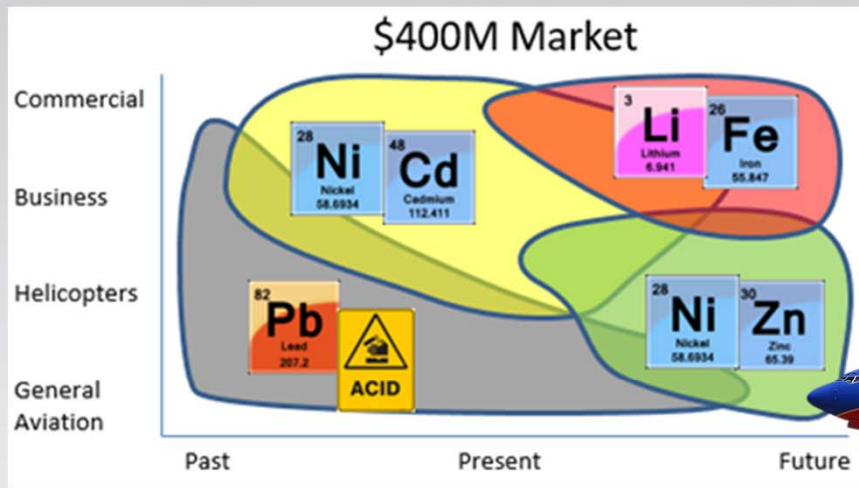 $400M Market
Commercial
Business
Helicopters
General
Aviation
28
Ni
Nickel
58.6934
48
Cd
Cadmium
112.411
3
Li
Lithium
6.941
26
Fe
Iron
55.847
82
Pb
Lead
207.2
ACID
28
Ni
Nickel
58.6934
30
Zn
Zinc
65.39
Past
Present
Future